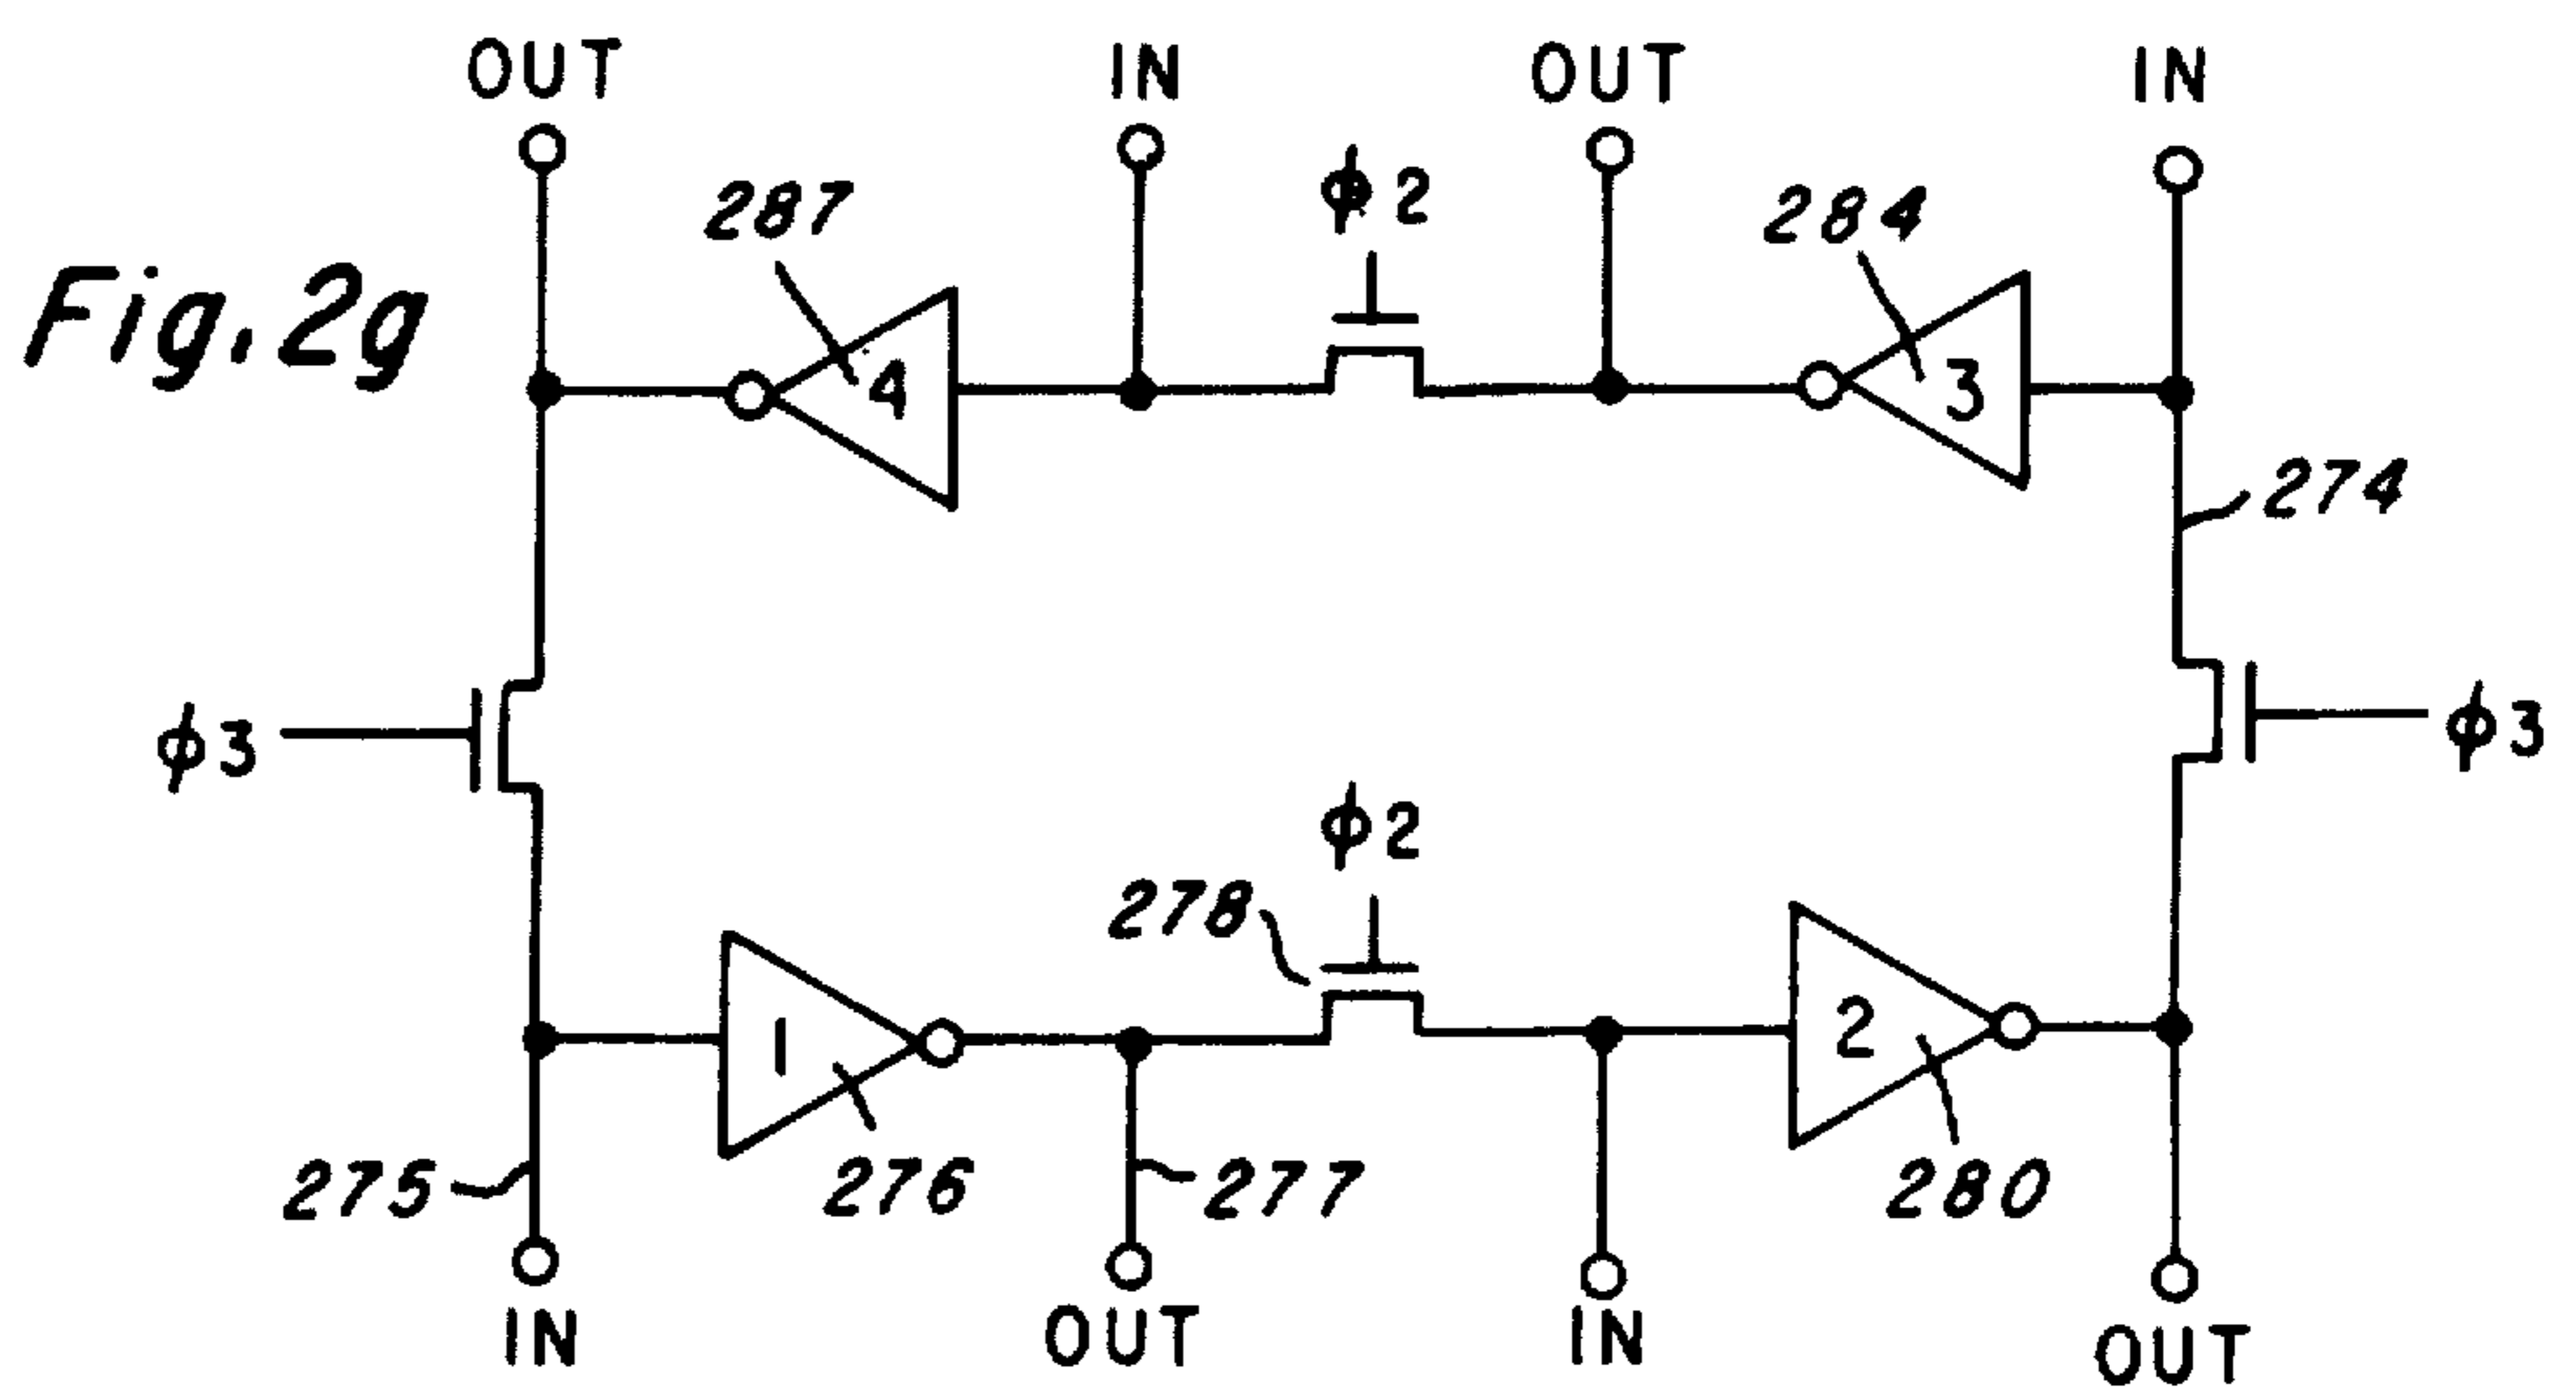 OUT IN OUT IN
ϕ2
287
284
Fig. 2g
4
3
274
ϕ3
ϕ3
ϕ2
278
1
2
275
276
277
280
IN OUT IN OUT